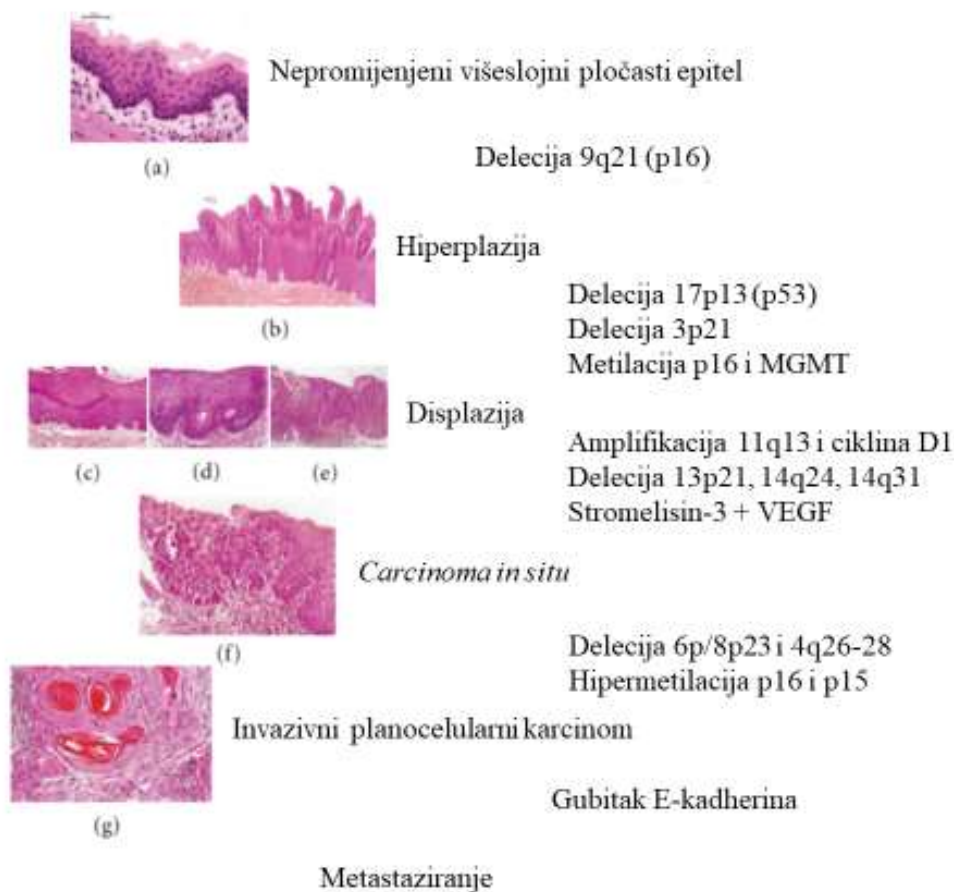 Nepromijenjeni višeslojni pločasti epitel
(a)
Delecija 9q21 (p16)
Hiperplazija
(b)
Delecija 17p13 (p53)
Delecija 3p21
Metilacija p16 i MGMT
Displazija
(c) (d) (e)
Amplifikacija 11q13 i ciklina D1
Delecija 13p21, 14q24, 14q31
Stromelisin-3 + VEGF
Carcinoma in situ
(f)
Delecija 6p/8p23 i 4q26-28
Hipermetilacija p16 i p15
Invazivni planocelularni karcinom
(g)
Gubitak E-kadherina
Metastaziranje